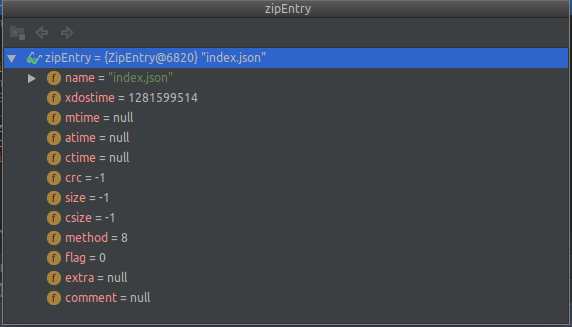 zipEntry
zipEntry = {ZipEntry@6820} "index.json"
f name = "index.json"
f xdostime = 1281599514
f mtime = null
f atime = null
f ctime = null
f crc = -1
f size = -1
f csize = -1
f method = 8
f flag = 0
f extra = null
f comment = null